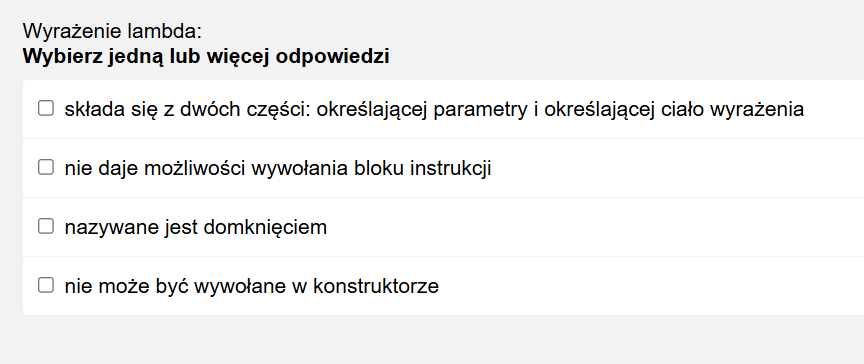 Wyrażenie lambda:
Wybierz jedną lub więcej odpowiedzi
składa się z dwóch części: określającej parametry i określającej ciało wyrażenia
nie daje możliwości wywołania bloku instrukcji
nazywane jest domknięciem
nie może być wywołane w konstruktorze